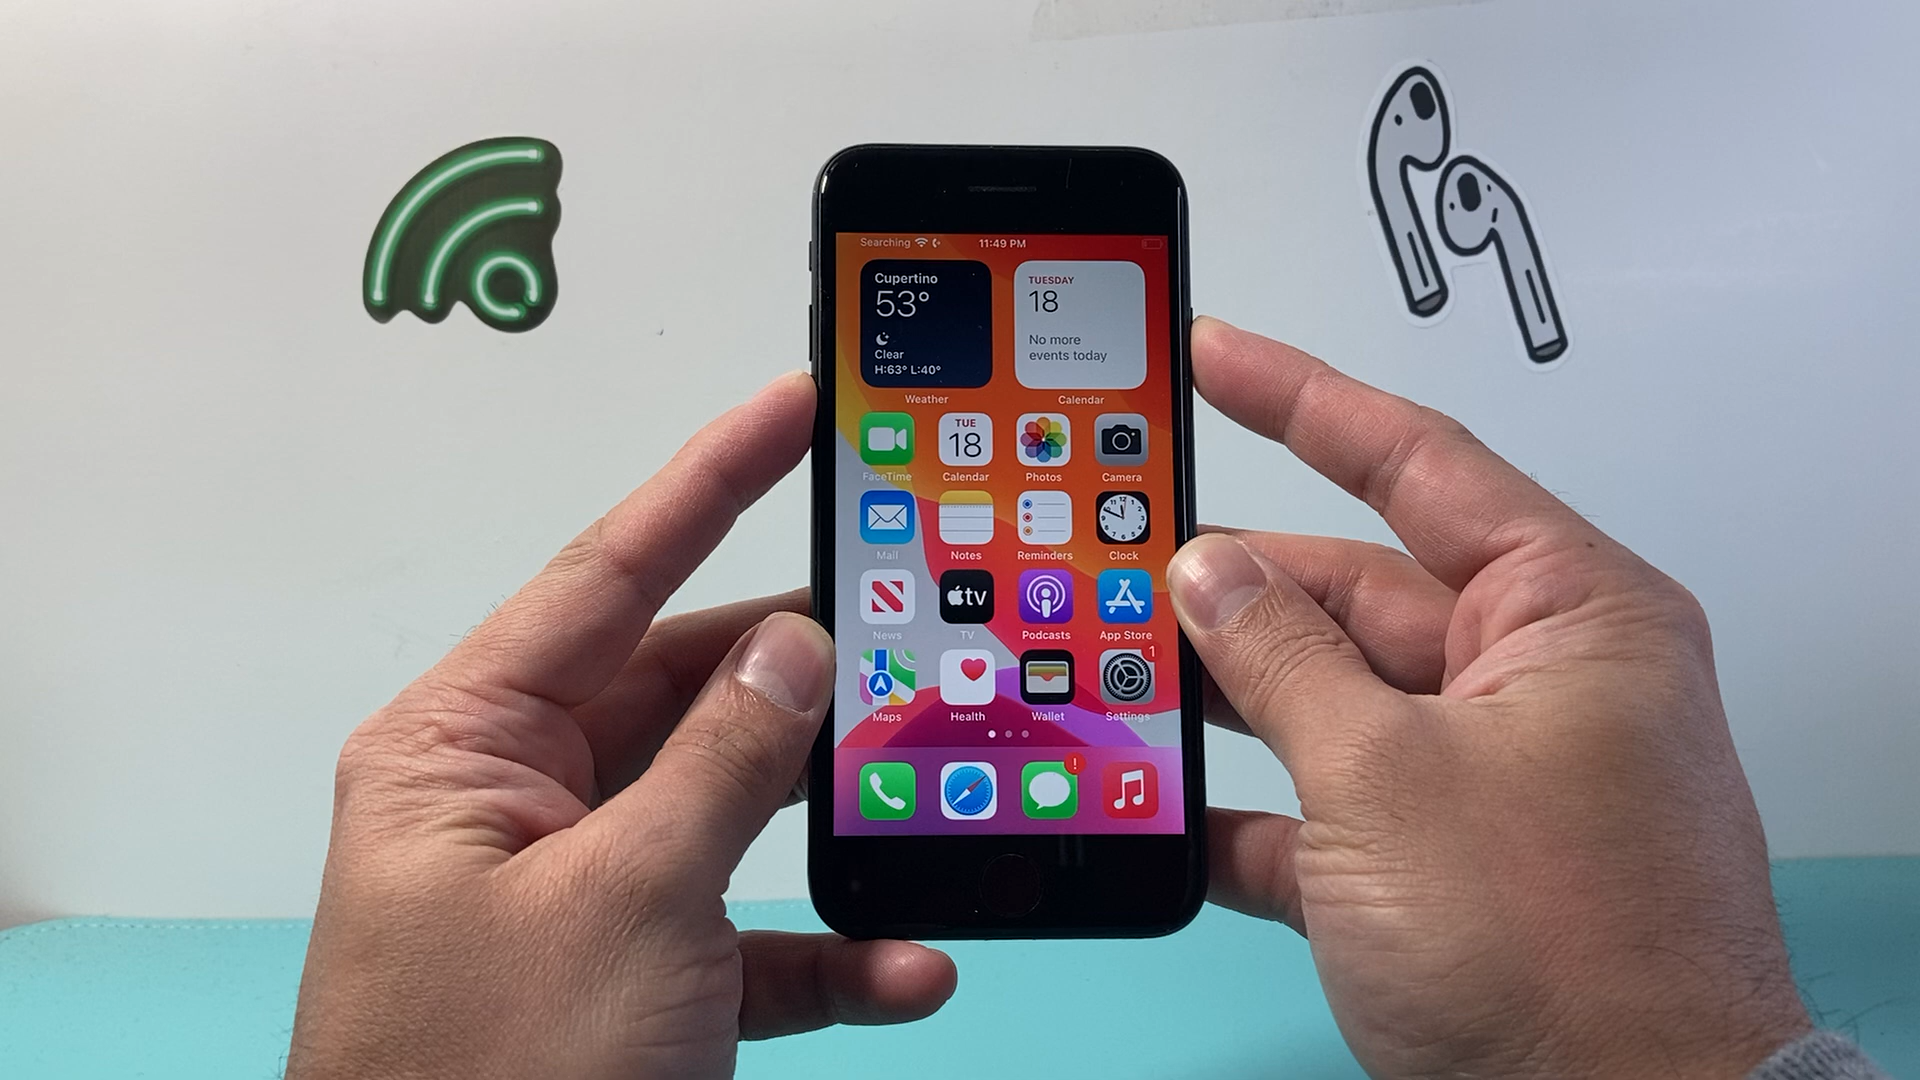 Searching 11:49 PM
Cupertino
53°
Clear
H:63° L:40°
Weather
TUESDAY
18
No more
events today
Calendar
FaceTime
TUE
18
Calendar
Photos
Camera
Mail
Notes
Reminders
Clock
News
tv
TV
Podcasts
App Store
Maps
Health
Wallet
1
Settings
!